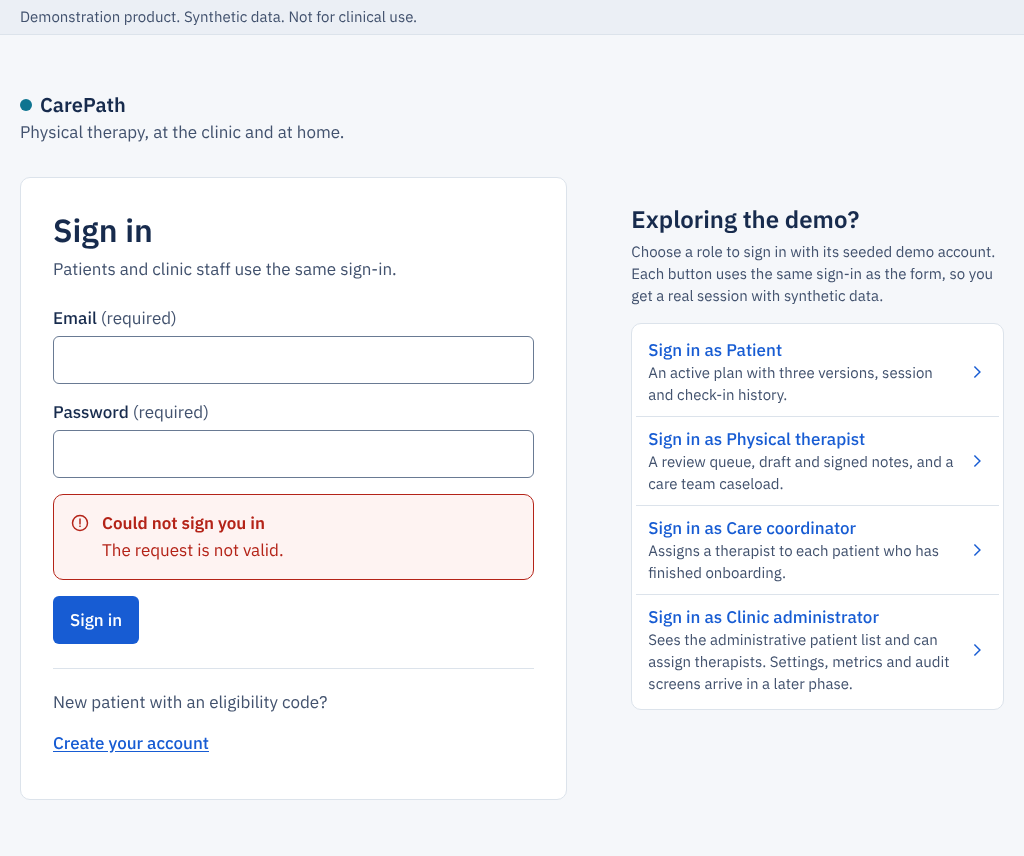 Demonstration product. Synthetic data. Not for clinical use.
CarePath
Physical therapy, at the clinic and at home.
Sign in
Patients and clinic staff use the same sign-in.
Email (required)
Password (required)
Could not sign you in
The request is not valid.
Sign in
New patient with an eligibility code?
Create your account
Exploring the demo?
Choose a role to sign in with its seeded demo account.
Each button uses the same sign-in as the form, so you
get a real session with synthetic data.
Sign in as Patient
An active plan with three versions, session
and check-in history.
Sign in as Physical therapist
A review queue, draft and signed notes, and a
care team caseload.
Sign in as Care coordinator
Assigns a therapist to each patient who has
finished onboarding.
Sign in as Clinic administrator
Sees the administrative patient list and can
assign therapists. Settings, metrics and audit
screens arrive in a later phase.